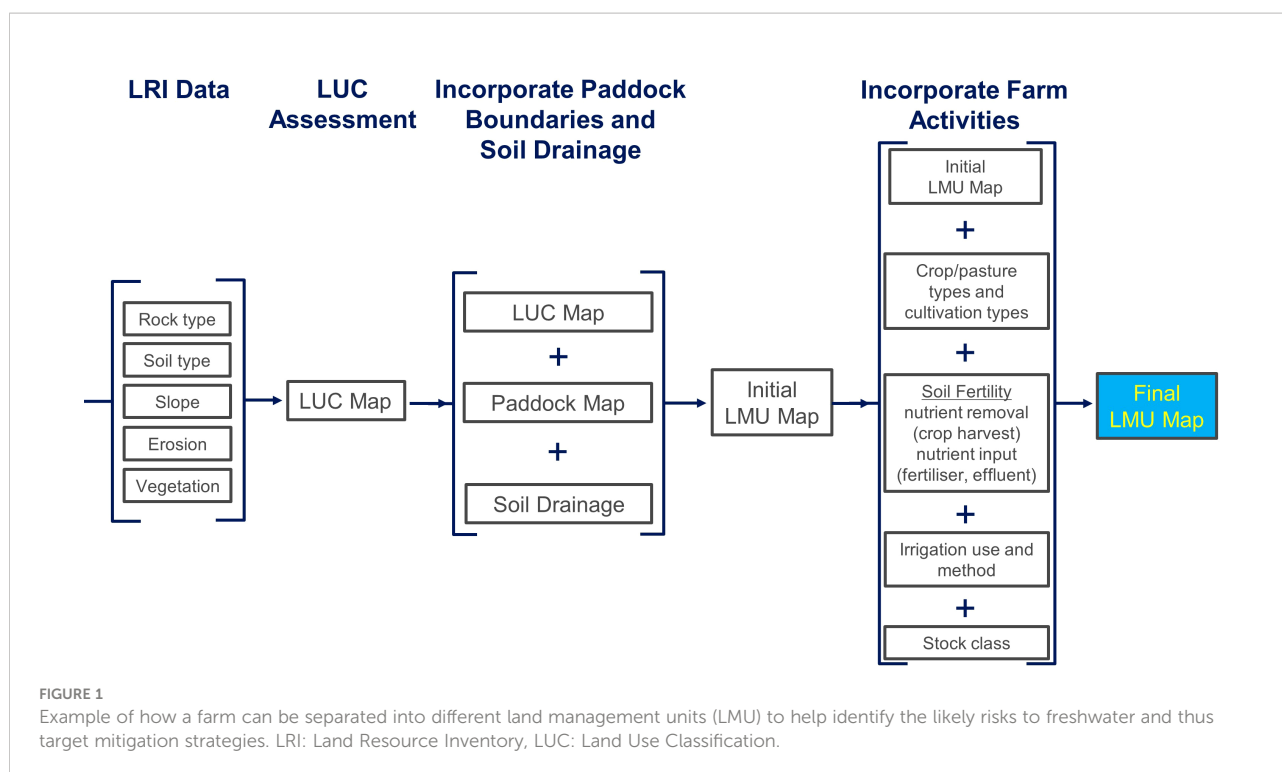 LRI Data
LUC
Assessment
Incorporate Paddock
Boundaries and
Soil Drainage
Incorporate Farm
Activities
Rock type
Soil type
Slope
Erosion
Vegetation
LUC Map
LUC Map
+
Paddock Map
+
Soil Drainage
Initial
LMU Map
Initial
LMU Map
+
Crop/pasture
types and
cultivation types
+
Soil Fertility
nutrient removal
(crop harvest)
nutrient input
(fertiliser, effluent)
+
Irrigation use and
method
+
Stock class
Final
LMU Map
FIGURE 1
Example of how a farm can be separated into different land management units (LMU) to help identify the likely risks to freshwater and thus
target mitigation strategies. LRI: Land Resource Inventory, LUC: Land Use Classification.